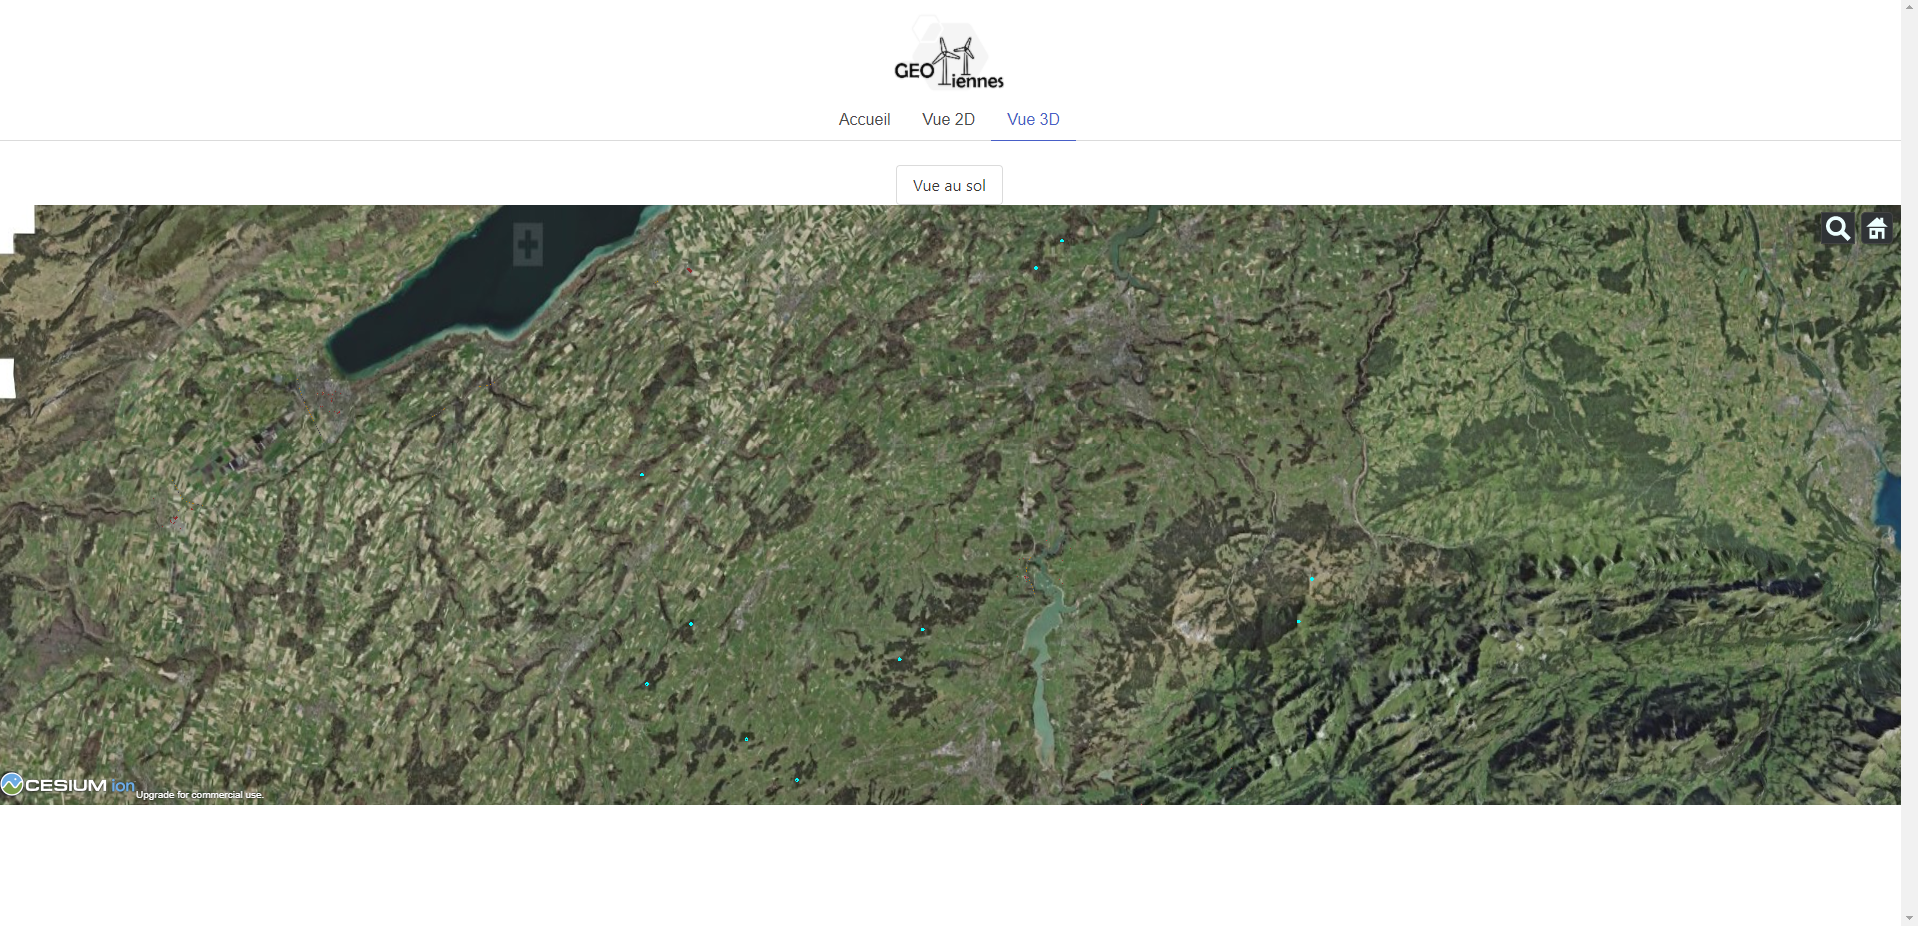 GEO
iennes
Accueil Vue 2D Vue 3D
Vue au sol
CESIUM ion Upgrade for commercial use.